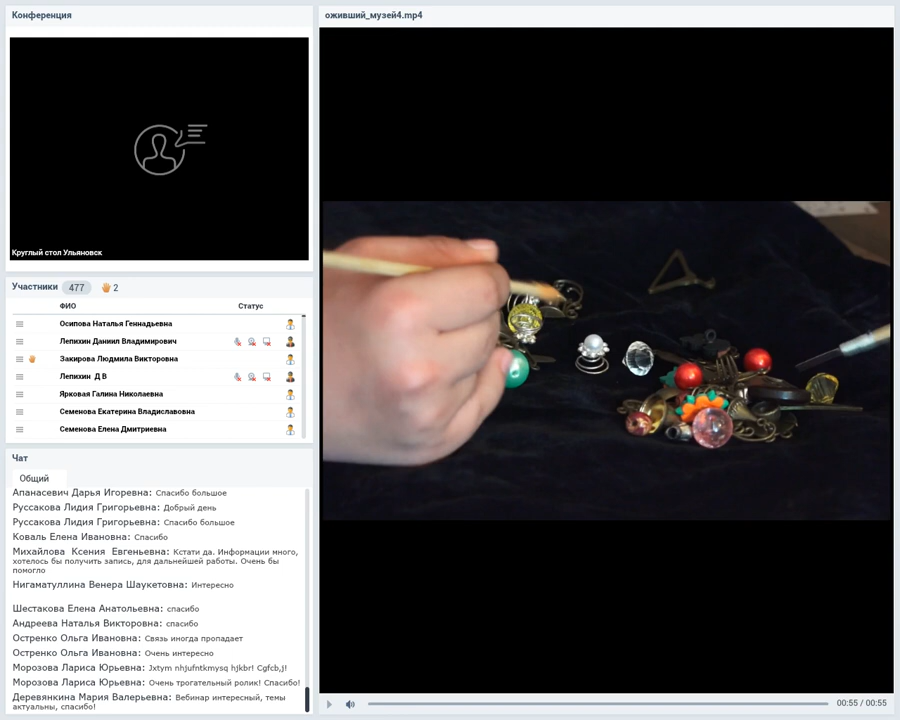 Конференция
Круглый стол Ульяновск
Участники 477 2
ФИО Статус
Осипова Наталья Геннадьевна
Лепихин Даниил Владимирович
Закирова Людмила Викторовна
Лепихин Д В
Ярковая Галина Николаевна
Семенова Екатерина Владиславовна
Семенова Елена Дмитриевна
Чат
Общий
Апанасевич Дарья Игоревна: Спасибо большое
Руссакова Лидия Григорьевна: Добрый день
Руссакова Лидия Григорьевна: Спасибо большое
Коваль Елена Ивановна: Спасибо
Михайлова Ксения Евгеньевна: Кстати да. Информации много,
хотелось бы получить запись, для дальнейшей работы. Очень бы
помогло
Нигаматуллина Венера Шаукетовна: Интересно
Шестакова Елена Анатольевна: спасибо
Андреева Наталья Викторовна: спасибо
Остренко Ольга Ивановна: Связь иногда пропадает
Остренко Ольга Ивановна: Очень интересно
Морозова Лариса Юрьевна: Jxtym nhjufntkmysq hjkbr! Cgfcb,j!
Морозова Лариса Юрьевна: Очень трогательный ролик! Спасибо!
Деревянкина Мария Валерьевна: Вебинар интересный, темы
актуальны, спасибо!
оживший_музей4.mp4
00:55 / 00:55